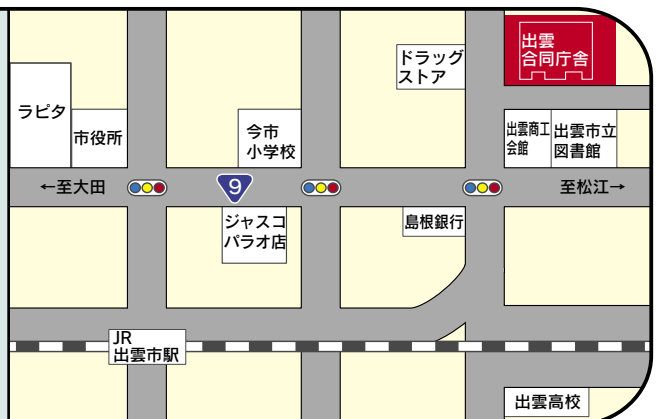 出雲
合同庁舎
ドラッグ
ストア
ラピタ
市役所
今市
小学校
出雲商工
会館
出雲市立
図書館
←至大田
9
至松江→
ジャスコ
パラオ店
島根銀行
JR
出雲市駅
出雲高校